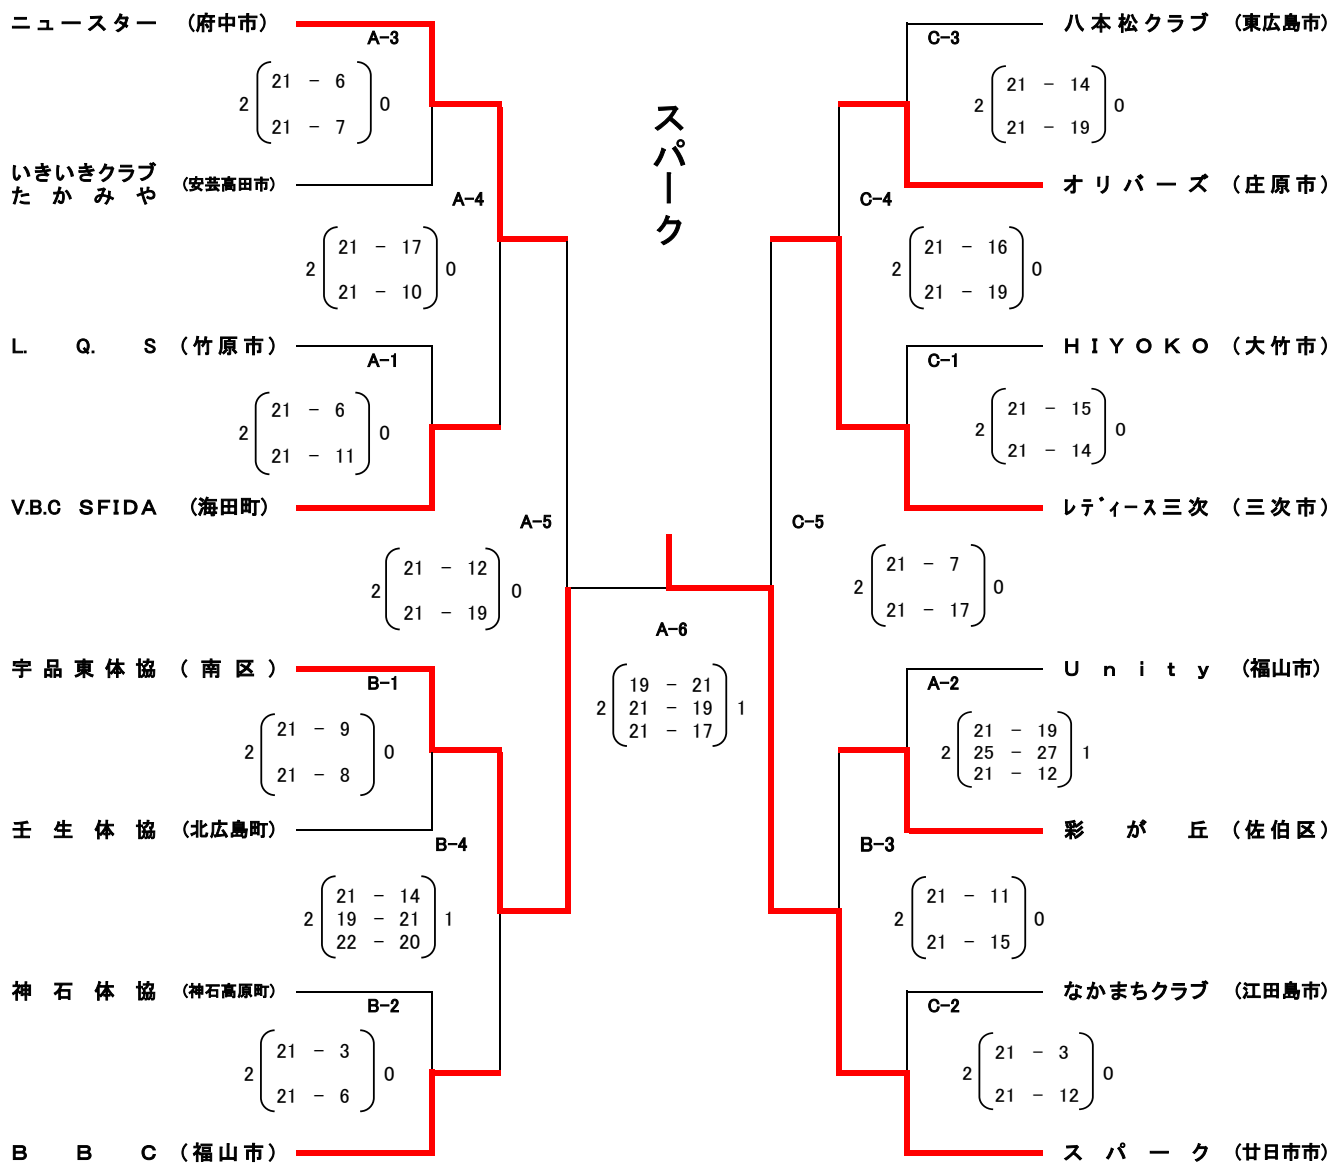 ニュースター (府中市)
A-3
21 - 6
2 0
21 - 7
いきいきクラブ
たかみや (安芸高田市)
A-4
21 - 17
2 0
21 - 10
L. Q. S (竹原市)
A-1
21 - 6
2 0
21 - 11
V.B.C SFIDA (海田町)
A-5
21 - 12
2 0
21 - 19
宇品東体協 (南区)
B-1
21 - 9
2 0
21 - 8
壬生体協 (北広島町)
B-4
21 - 14
2 19 - 21 1
22 - 20
神石体協 (神石高原町)
B-2
21 - 3
2 0
21 - 6
B B C (福山市)
スパーク
A-6
19 - 21
2 21 - 19 1
21 - 17
八本松クラブ (東広島市)
C-3
21 - 14
2 0
21 - 19
オリバーズ (庄原市)
C-4
21 - 16
2 0
21 - 19
HIYOKO (大竹市)
C-1
21 - 15
2 0
21 - 14
レディース三次 (三次市)
C-5
21 - 7
2 0
21 - 17
Unity (福山市)
A-2
21 - 19
2 25 - 27 1
21 - 12
彩が丘 (佐伯区)
B-3
21 - 11
2 0
21 - 15
なかまちクラブ (江田島市)
C-2
21 - 3
2 0
21 - 12
スパーク (廿日市市)